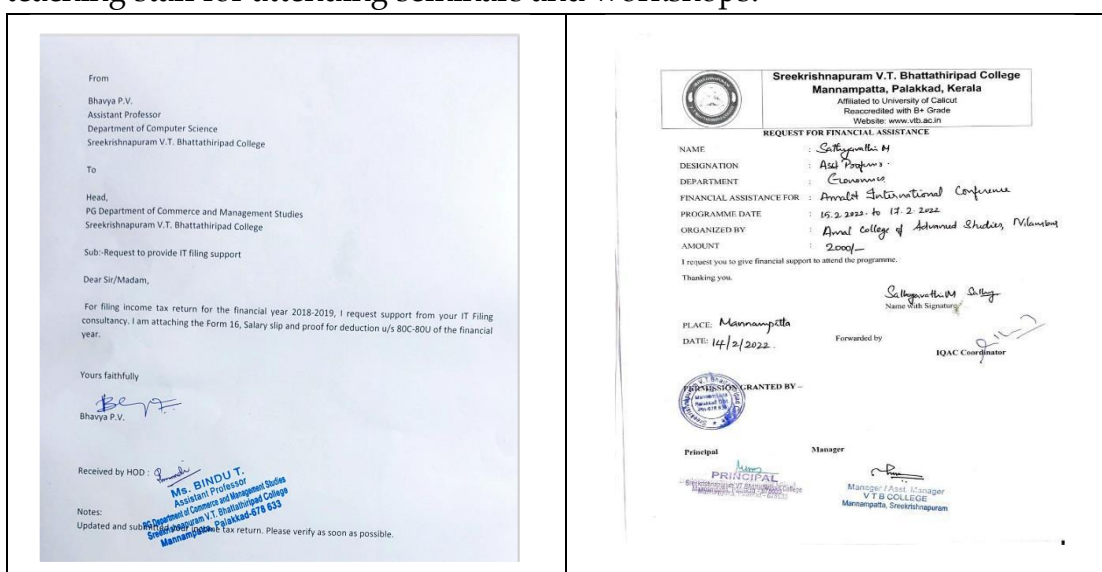 teaching staff for attending seminars and workshops.
From
Bhavya P.V.
Assistant Professor
Department of Computer Science
Sreekrishnapuram V.T. Bhattathiripad College
To
Head,
PG Department of Commerce and Management Studies
Sreekrishnapuram V.T. Bhattathiripad College
Sub:-Request to provide IT filing support
Dear Sir/Madam,
For filing income tax return for the financial year 2018-2019, I request support from your IT Filing
consultancy. I am attaching the Form 16, Salary slip and proof for deduction u/s 80C-80U of the financial
year.
Yours faithfully
Bhavya P.V.
Received by HOD :
Ms. BINDU T.
Assistant Professor
PG Department of Commerce and Management Studies
Sreekrishnapuram V.T. Bhattathiripad College
Mannampatta, Palakkad-678 633
Notes:
Updated and submitted your income tax return. Please verify as soon as possible.
Sreekrishnapuram V.T. Bhattathiripad College
Mannampatta, Palakkad, Kerala
Affiliated to University of Calicut
Reaccredited with B+ Grade
Website: www.vtb.ac.in
REQUEST FOR FINANCIAL ASSISTANCE
NAME : Sathyavathi M
DESIGNATION : Asst
DEPARTMENT : Economics
FINANCIAL ASSISTANCE FOR : International Conference
PROGRAMME DATE : 15.2.2022. to 17.2.2022
ORGANIZED BY : Amal College of Advanced Studies, Nilambur
AMOUNT : 2000/-
I request you to give financial support to attend the programme.
Thanking you.
Sathyavathi M
Name with Signature
PLACE: Mannampatta
DATE: 14/2/2022.
Forwarded by
IQAC Coordinator
PERMISSION GRANTED BY –
Principal Manager
PRINCIPAL
Manager / Asst. Manager
V T B COLLEGE
Mannampatta, Sreekrishnapuram